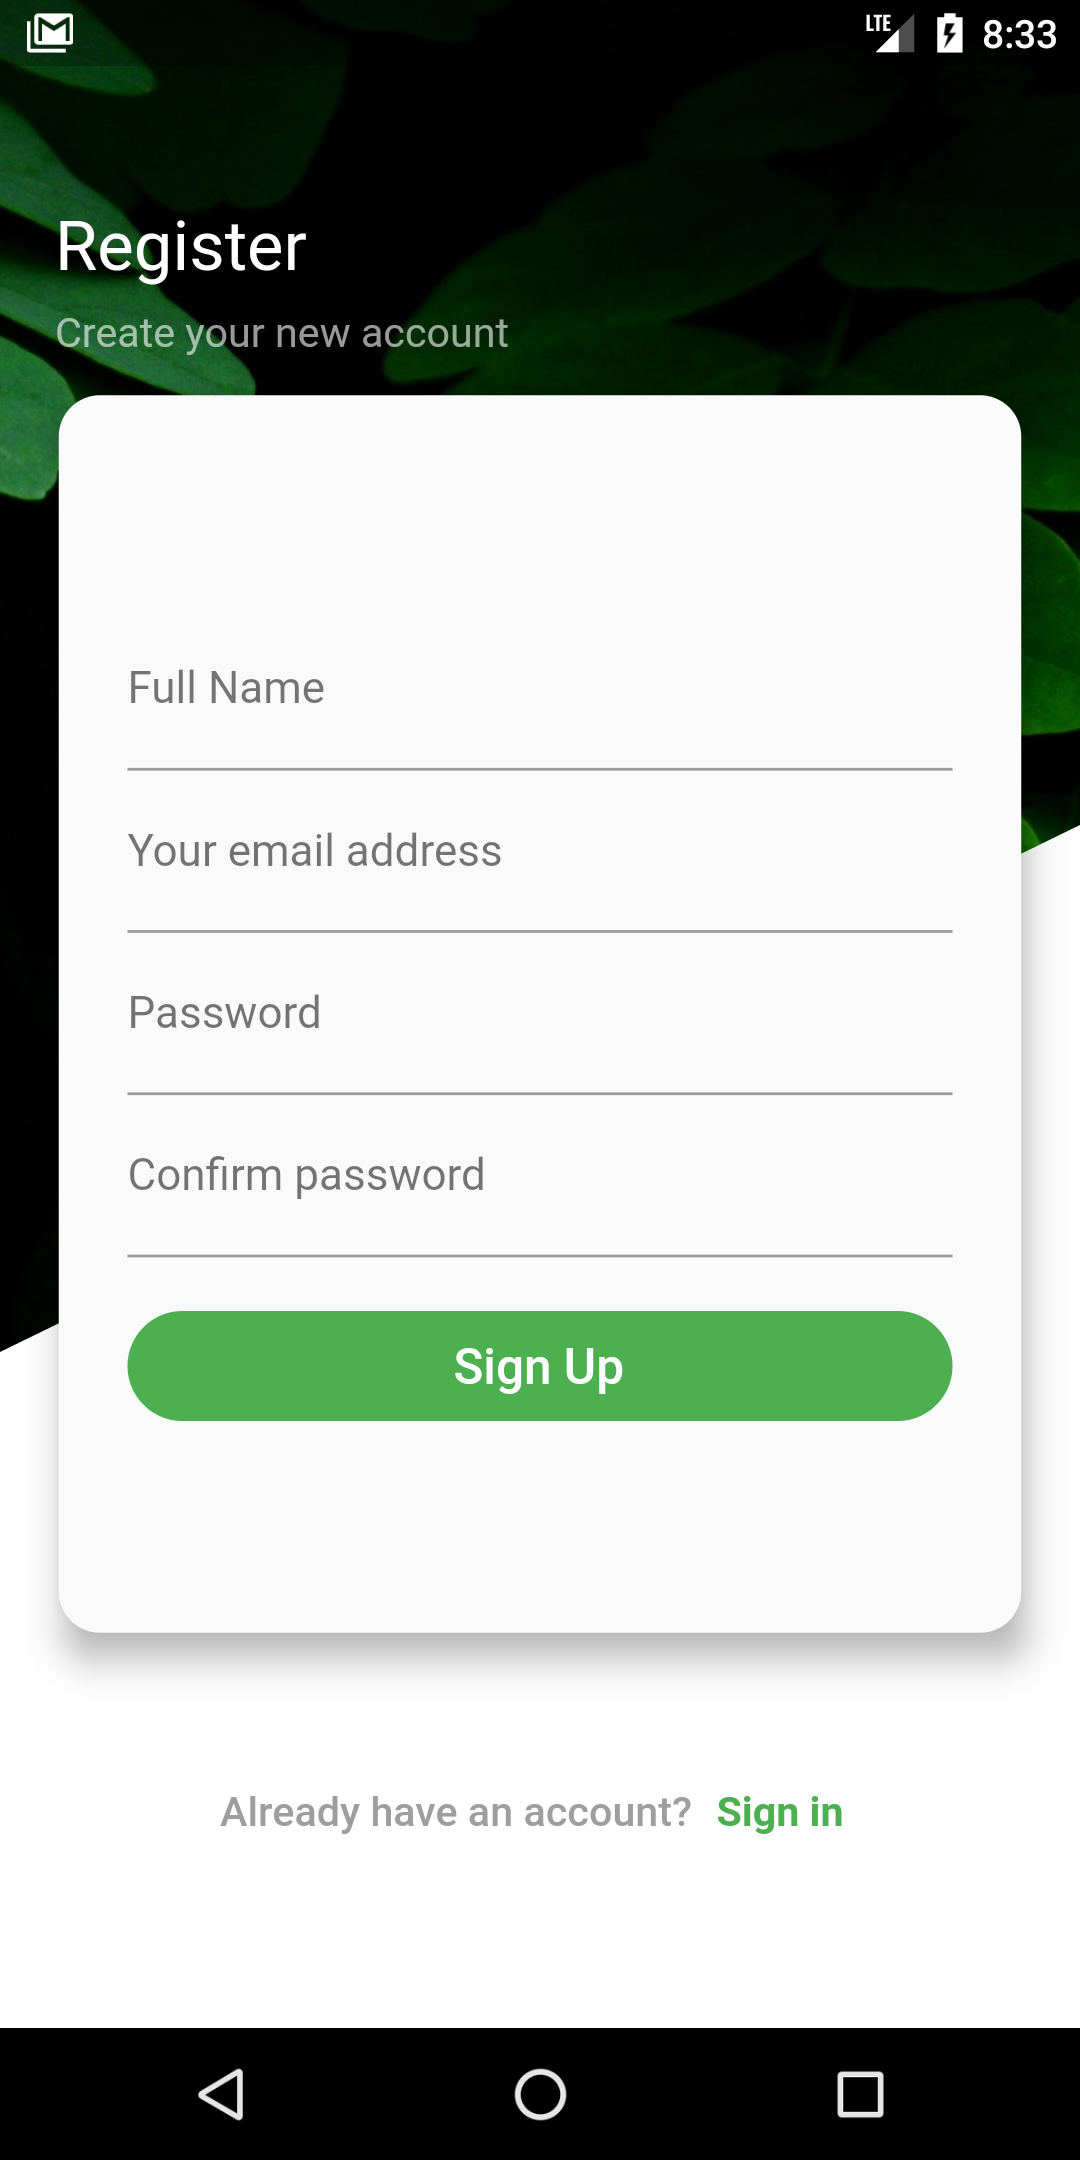 LTE 8:33
Register
Create your new account
Full Name
Your email address
Password
Confirm password
Sign Up
Already have an account? Sign in